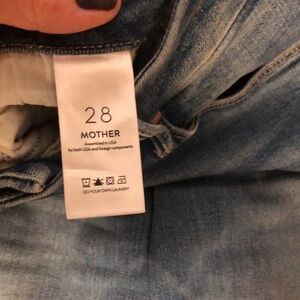 28
MOTHER
Assembled in USA
by both USA and foreign components
DO YOUR OWN LAUNDRY